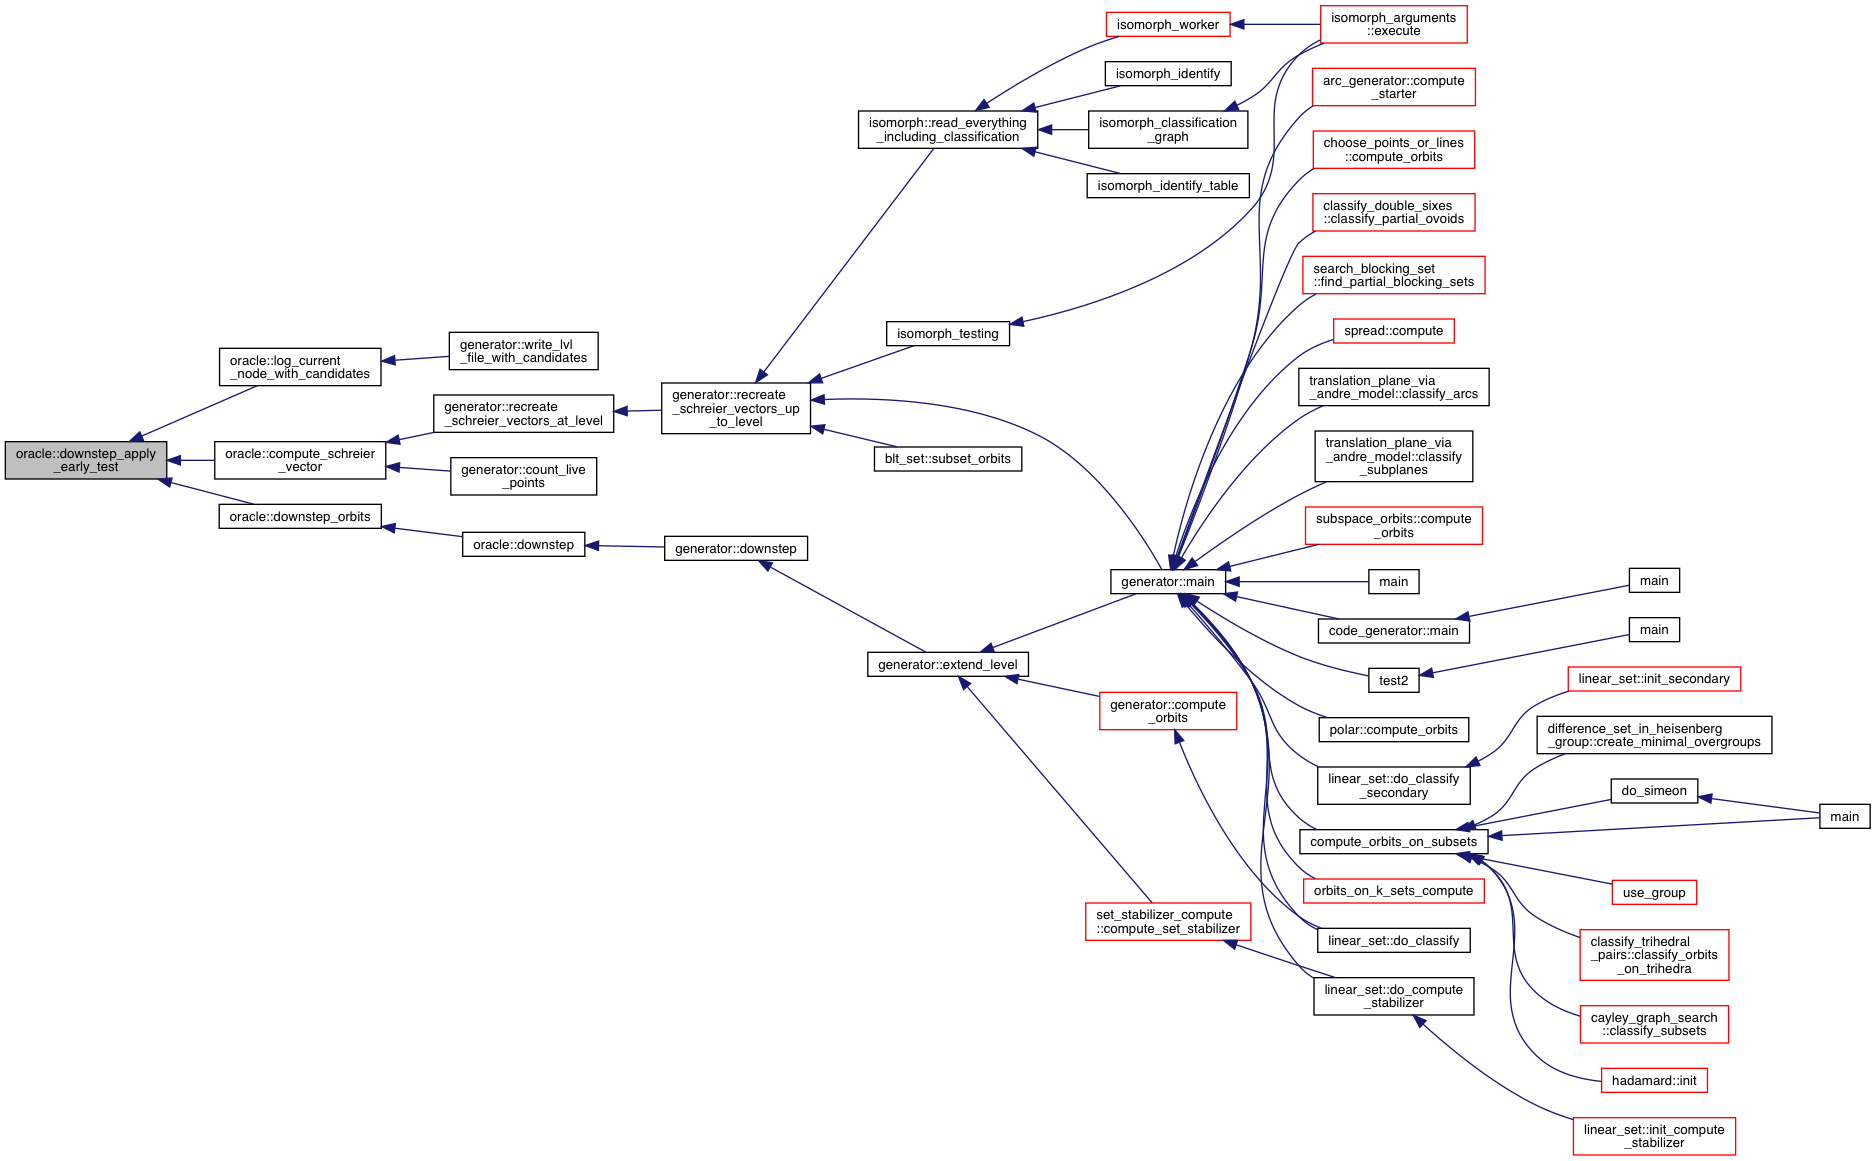 oracle::downstep_apply
_early_test
oracle::log_current
_node_with_candidates
generator::write_lvl
_file_with_candidates
oracle::compute_schreier
_vector
generator::recreate
_schreier_vectors_at_level
generator::count_live
_points
oracle::downstep_orbits
oracle::downstep
generator::downstep
generator::recreate
_schreier_vectors_up
_to_level
isomorph::read_everything
_including_classification
isomorph_worker
isomorph_identify
isomorph_classification
_graph
isomorph_identify_table
isomorph_testing
blt_set::subset_orbits
generator::main
generator::extend_level
generator::compute
_orbits
set_stabilizer_compute
::compute_set_stabilizer
isomorph_arguments
::execute
arc_generator::compute
_starter
choose_points_or_lines
::compute_orbits
classify_double_sixes
::classify_partial_ovoids
search_blocking_set
::find_partial_blocking_sets
spread::compute
translation_plane_via
_andre_model::classify_arcs
translation_plane_via
_andre_model::classify
_subplanes
subspace_orbits::compute
_orbits
main
code_generator::main
main
test2
main
polar::compute_orbits
linear_set::do_classify
_secondary
linear_set::init_secondary
compute_orbits_on_subsets
difference_set_in_heisenberg
_group::create_minimal_overgroups
do_simeon
main
use_group
classify_trihedral
_pairs::classify_orbits
_on_trihedra
cayley_graph_search
::classify_subsets
hadamard::init
orbits_on_k_sets_compute
linear_set::do_classify
linear_set::do_compute
_stabilizer
linear_set::init_compute
_stabilizer